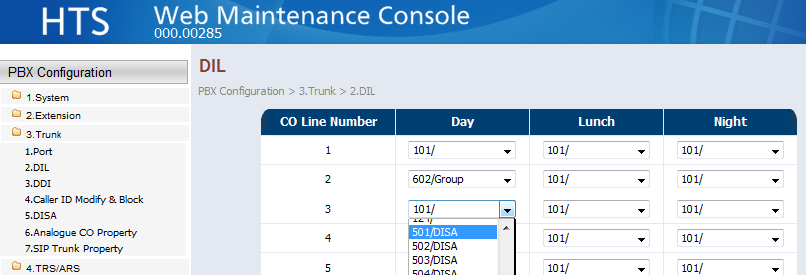 HTS Web Maintenance Console
000.00285
PBX Configuration
1.System
2.Extension
3.Trunk
1.Port
2.DIL
3.DDI
4.Caller ID Modify & Block
5.DISA
6.Analogue CO Property
7.SIP Trunk Property
4.TRS/ARS
DIL
PBX Configuration > 3.Trunk > 2.DIL
CO Line Number Day Lunch Night
1 101/ 101/ 101/
2 602/Group 101/ 101/
3 101/ 101/ 101/
124/
501/DISA
4 502/DISA 101/ 101/
503/DISA
5 504/DISA 101/ 101/